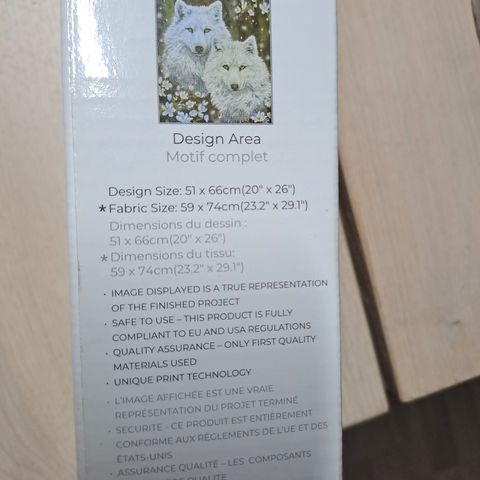 Design Area
Motif complet
Design Size: 51 x 66cm(20" x 26")
* Fabric Size: 59 x 74cm(23.2" x 29.1")
Dimensions du dessin :
51 x 66cm(20" x 26")
* Dimensions du tissu:
59 x 74cm(23.2" x 29.1")
• IMAGE DISPLAYED IS A TRUE REPRESENTATION
OF THE FINISHED PROJECT
• SAFE TO USE – THIS PRODUCT IS FULLY
COMPLIANT TO EU AND USA REGULATIONS
• QUALITY ASSURANCE – ONLY FIRST QUALITY
MATERIALS USED
• UNIQUE PRINT TECHNOLOGY
• L'IMAGE AFFICHÉE EST UNE VRAIE
REPRÉSENTATION DU PROJET TERMINÉ
• SECURITE - CE PRODUIT EST ENTIÈREMENT
CONFORME AUX RÈGLEMENTS DE L'UE ET DES
ÉTATS-UNIS
• ASSURANCE QUALITÉ – LES COMPOSANTS
QUALITÉ